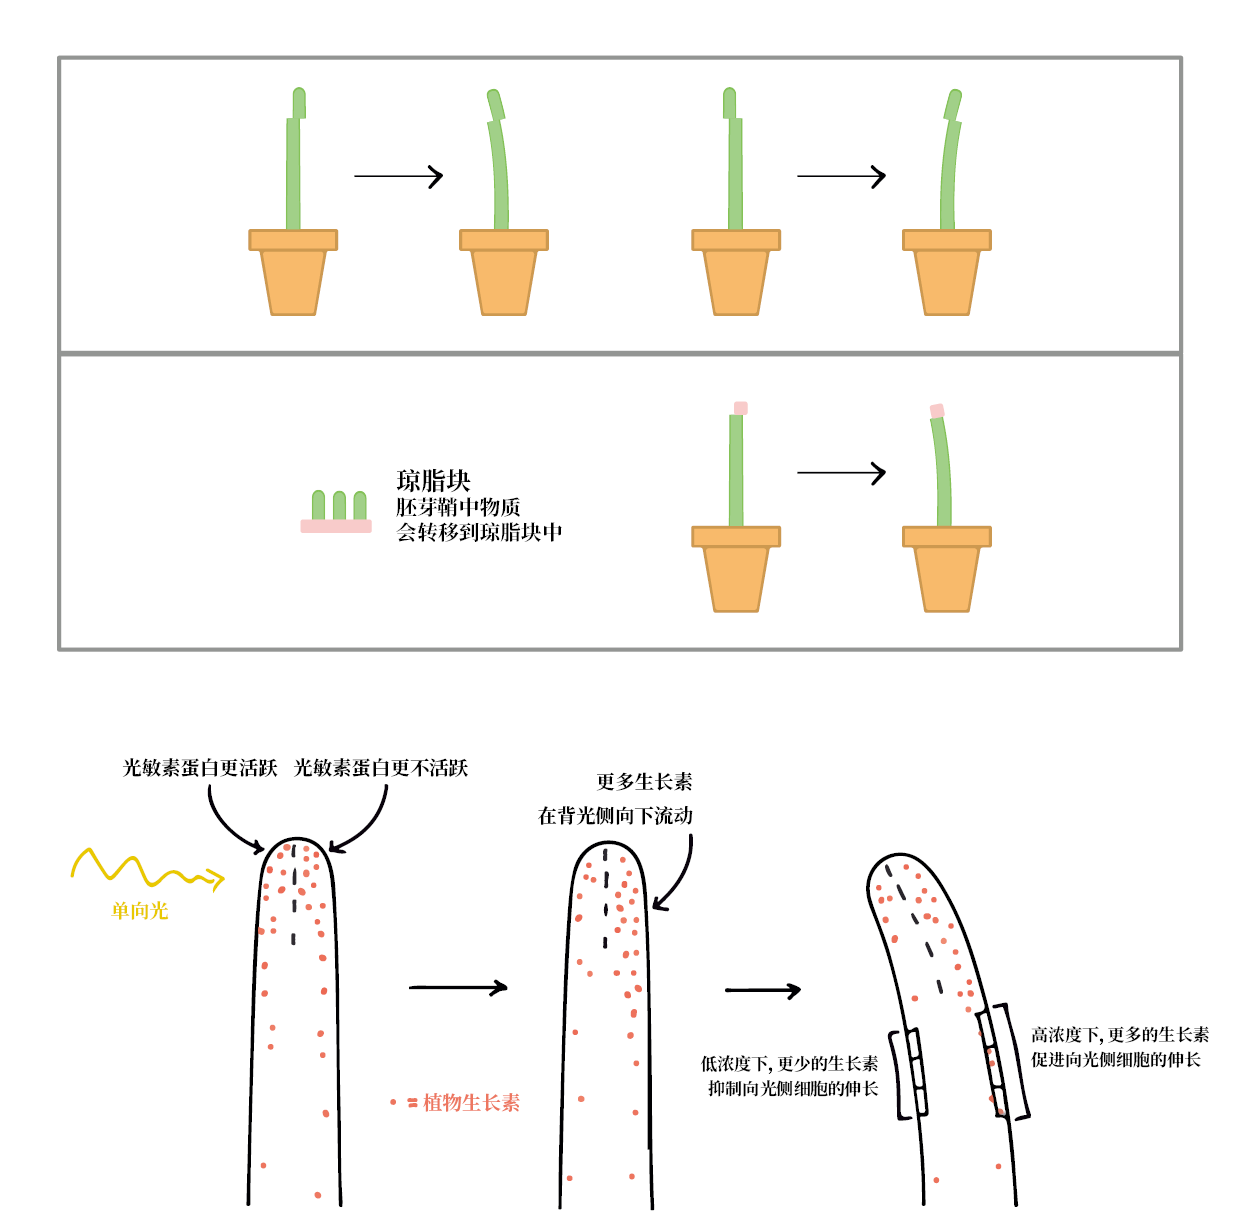 琼脂块
胚芽鞘中物质
会转移到琼脂块中
光敏素蛋白更活跃
光敏素蛋白更不活跃
单向光
更多生长素
在背光侧向下流动
= 植物生长素
低浓度下, 更少的生长素
抑制向光侧细胞的伸长
高浓度下, 更多的生长素
促进向光侧细胞的伸长